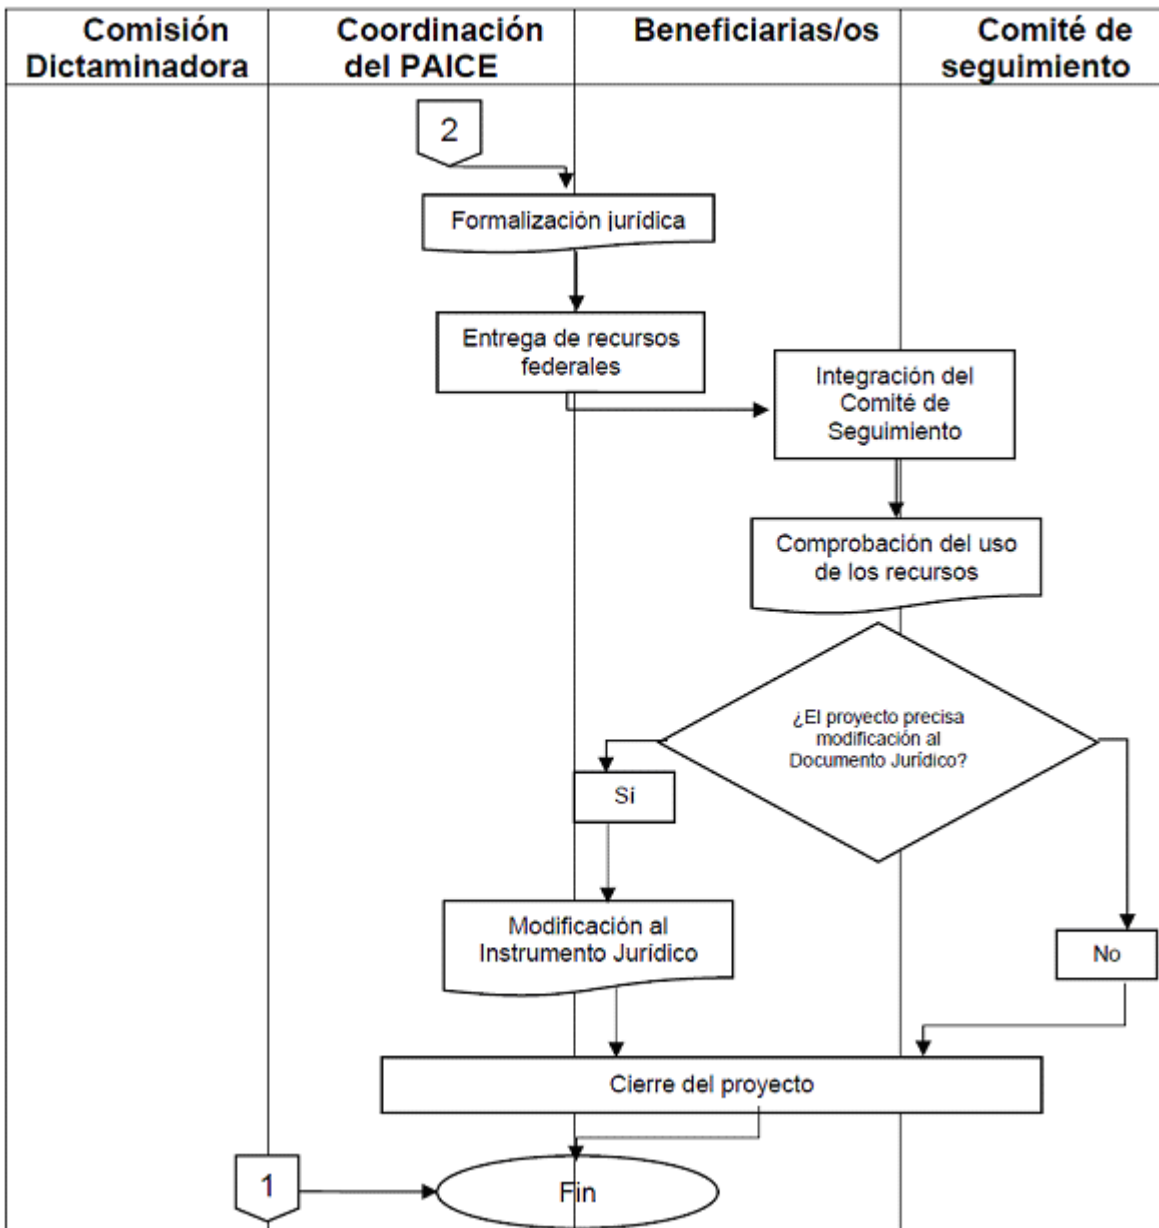 Comisión
Dictaminadora
Coordinación
del PAICE
Beneficiarias/os
Comité de
seguimiento
2
Formalización jurídica
Entrega de recursos
federales
Integración del
Comité de
Seguimiento
Comprobación del uso
de los recursos
¿El proyecto precisa
modificación al
Documento Jurídico?
Sí
Modificación al
Instrumento Jurídico
No
Cierre del proyecto
1
Fin